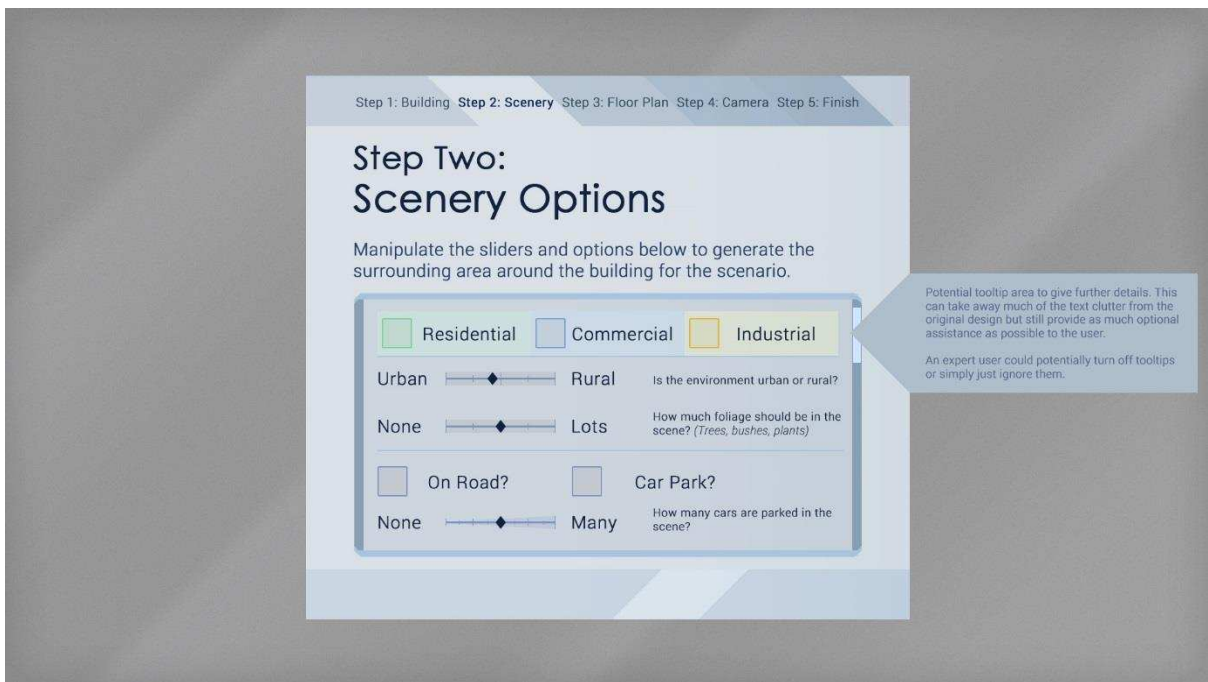 Step 1: Building Step 2: Scenery Step 3: Floor Plan Step 4: Camera Step 5: Finish
Step Two:
Scenery Options
Manipulate the sliders and options below to generate the
surrounding area around the building for the scenario.
Residential Commercial Industrial
Urban Rural Is the environment urban or rural?
None Lots How much foliage should be in the
scene? (Trees, bushes, plants)
On Road? Car Park?
None Many How many cars are parked in the
scene?
Potential tooltip area to give further details. This
can take away much of the text clutter from the
original design but still provide as much optional
assistance as possible to the user.
An expert user could potentially turn off tooltips
or simply just ignore them.